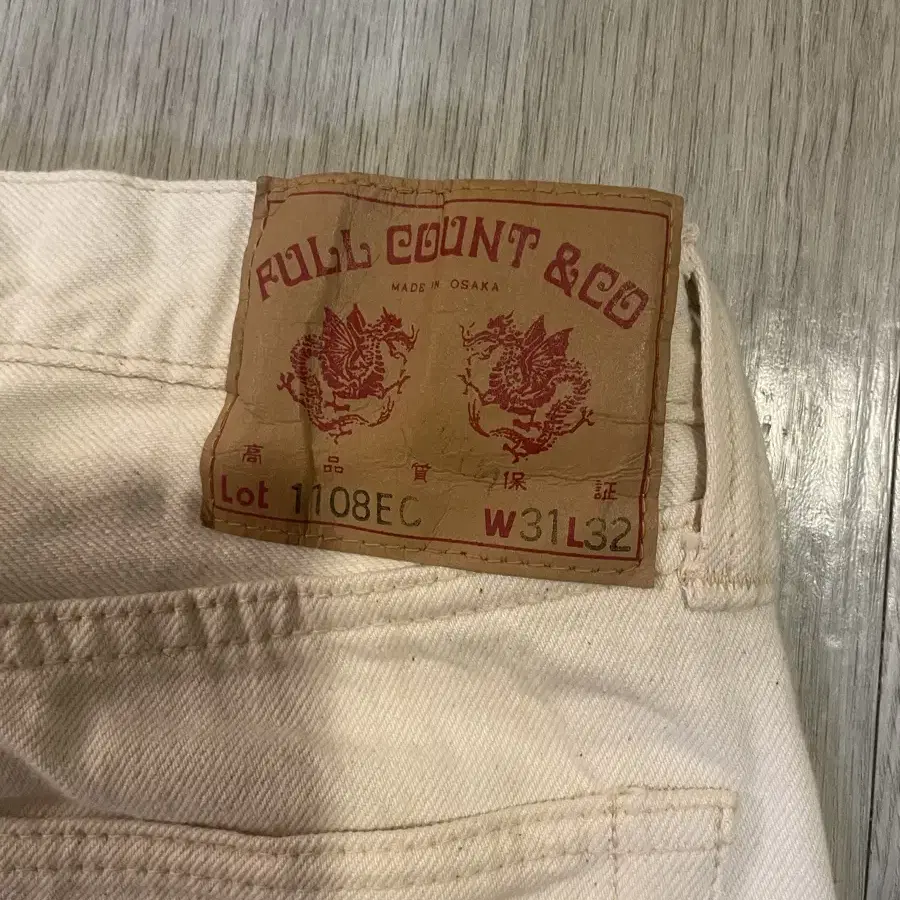 FULL COUNT &CO
MADE IN OSAKA
高品質保証
Lot 1108EC W31L32